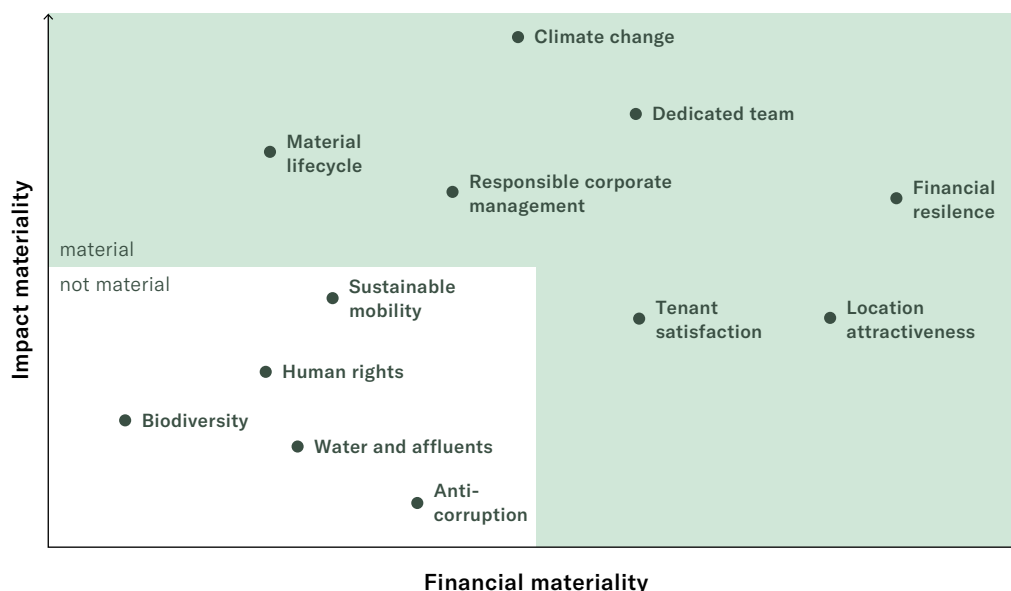 Climate change
Dedicated team
Material
lifecycle
Responsible corporate
management
Financial
resilence
material
not material
Sustainable
mobility
Tenant
satisfaction
Location
attractiveness
Human rights
Biodiversity
Water and affluents
Anti-
corruption
Impact materiality
Financial materiality